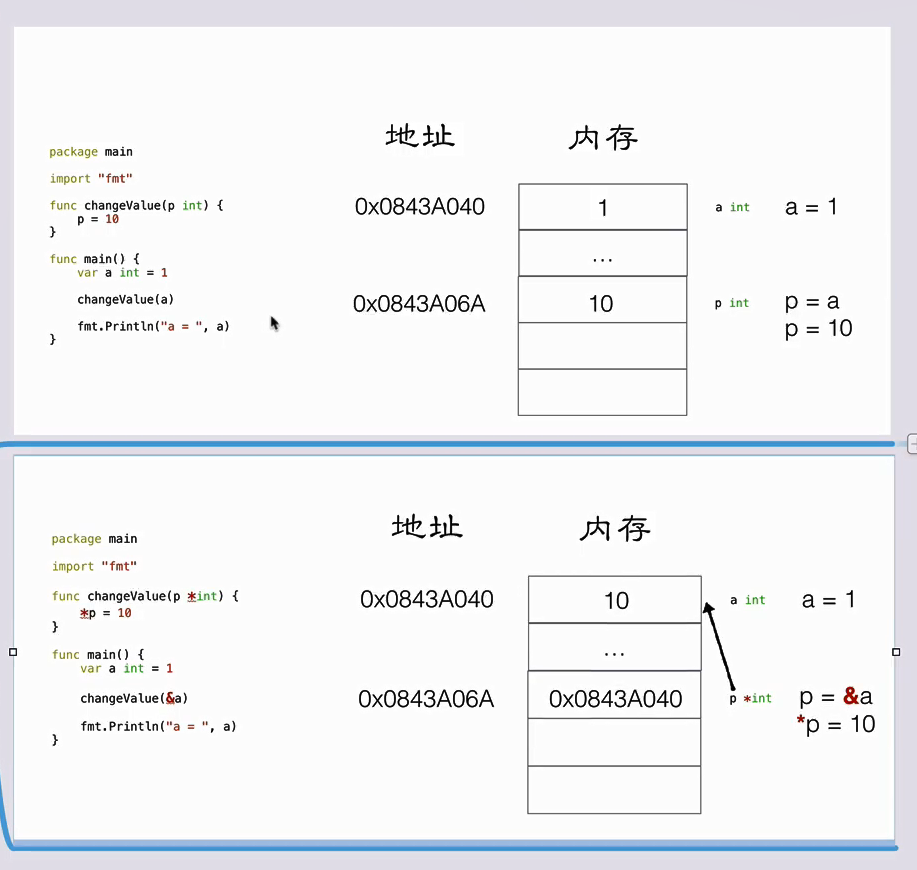 地址 内存
package main
import "fmt"
func changeValue(p int) {
p = 10
}
func main() {
var a int = 1
changeValue(a)
fmt.Println("a = ", a)
}
0x0843A040 1 a int a = 1
...
0x0843A06A 10 p int p = a
p = 10
地址 内存
package main
import "fmt"
func changeValue(p *int) {
*p = 10
}
func main() {
var a int = 1
changeValue(&a)
fmt.Println("a = ", a)
}
0x0843A040 10 a int a = 1
...
0x0843A06A 0x0843A040 p *int p = &a
*p = 10